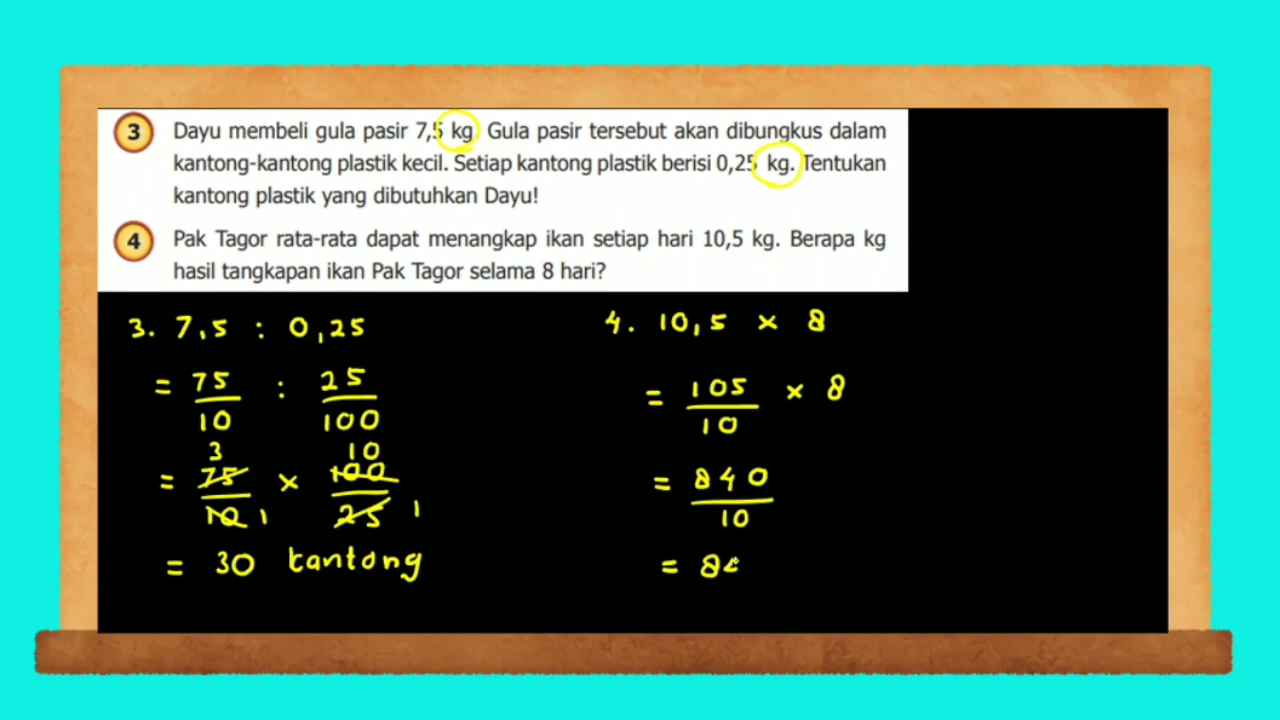 3 Dayu membeli gula pasir 7,5 kg. Gula pasir tersebut akan dibungkus dalam
kantong-kantong plastik kecil. Setiap kantong plastik berisi 0,25 kg. Tentukan
kantong plastik yang dibutuhkan Dayu!
4 Pak Tagor rata-rata dapat menangkap ikan setiap hari 10,5 kg. Berapa kg
hasil tangkapan ikan Pak Tagor selama 8 hari?
3. 7,5 : 0,25
= 75/10 : 25/100
3 10
= 75/10 x 100/25
1 1
= 30 kantong
4. 10,5 x 8
= 105/10 x 8
= 840/10
= 84